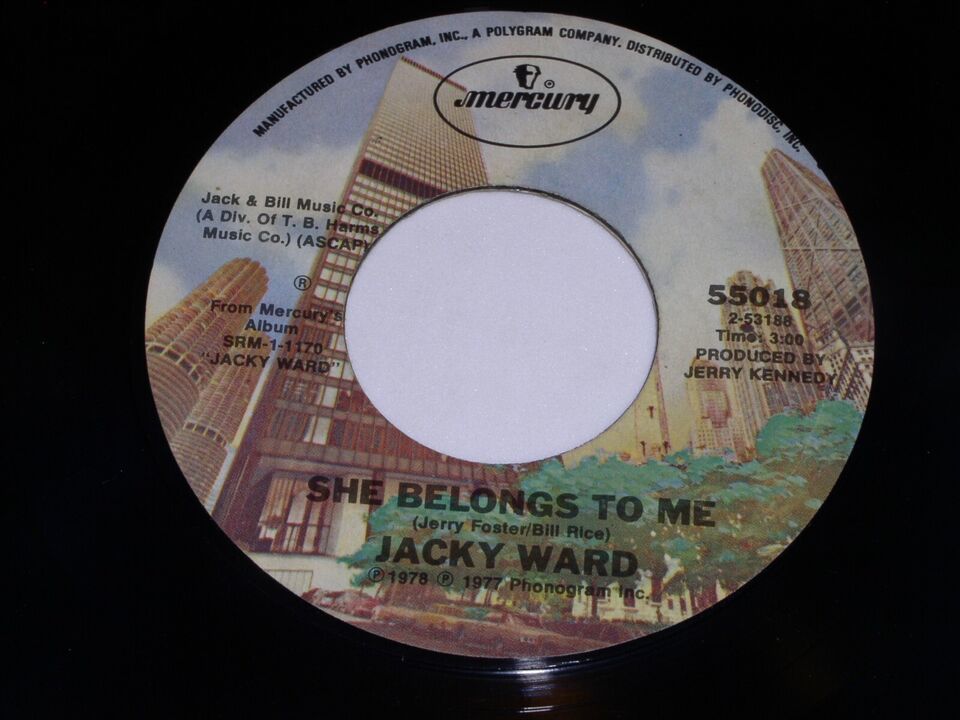 MANUFACTURED BY PHONOGRAM, INC., A POLYGRAM COMPANY. DISTRIBUTED BY PHONODISC, INC.
mercury ®
Jack & Bill Music Co.
(A Div. Of T. B. Harms
Music Co.) (ASCAP)
®
From Mercury's
Album
SRM-1-1170
"JACKY WARD"
55018
2-53188
Time: 3:00
PRODUCED BY
JERRY KENNEDY
SHE BELONGS TO ME
(Jerry Foster/Bill Rice)
JACKY WARD
℗ 1978 ℗ 1977 Phonogram Inc.